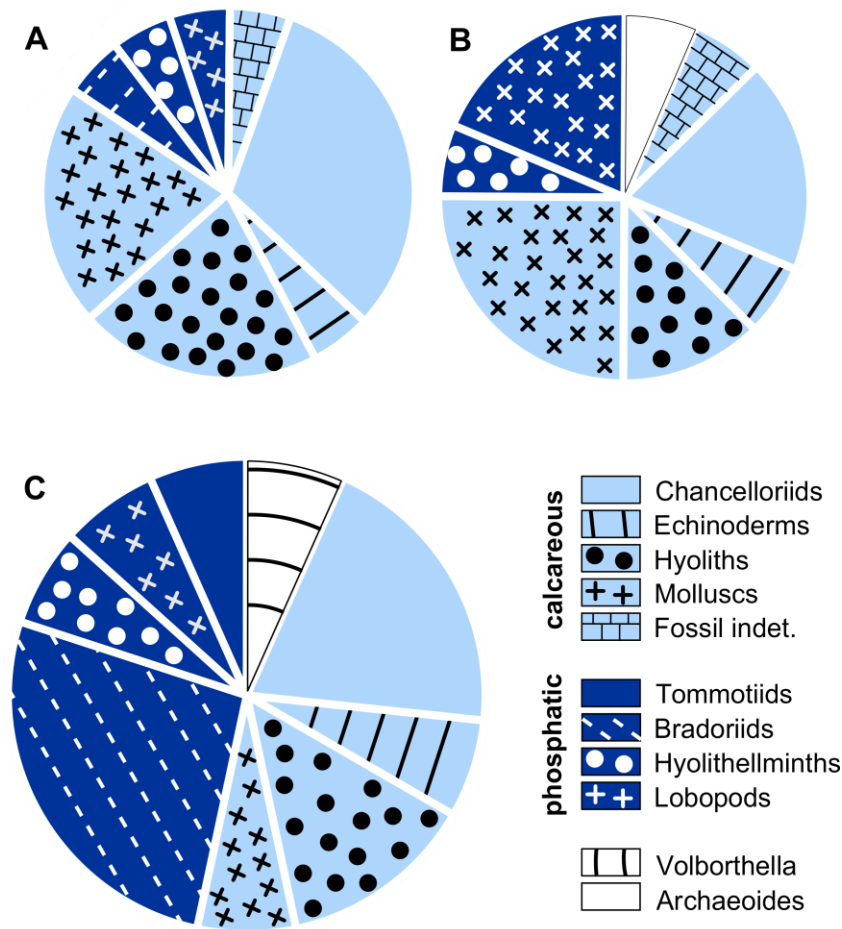 A
B
C
calcareous
Chancelloriids
Echinoderms
Hyoliths
Molluscs
Fossil indet.
phosphatic
Tommotiids
Bradoriids
Hyolithellminths
Lobopods
Volborthella
Archaeoides